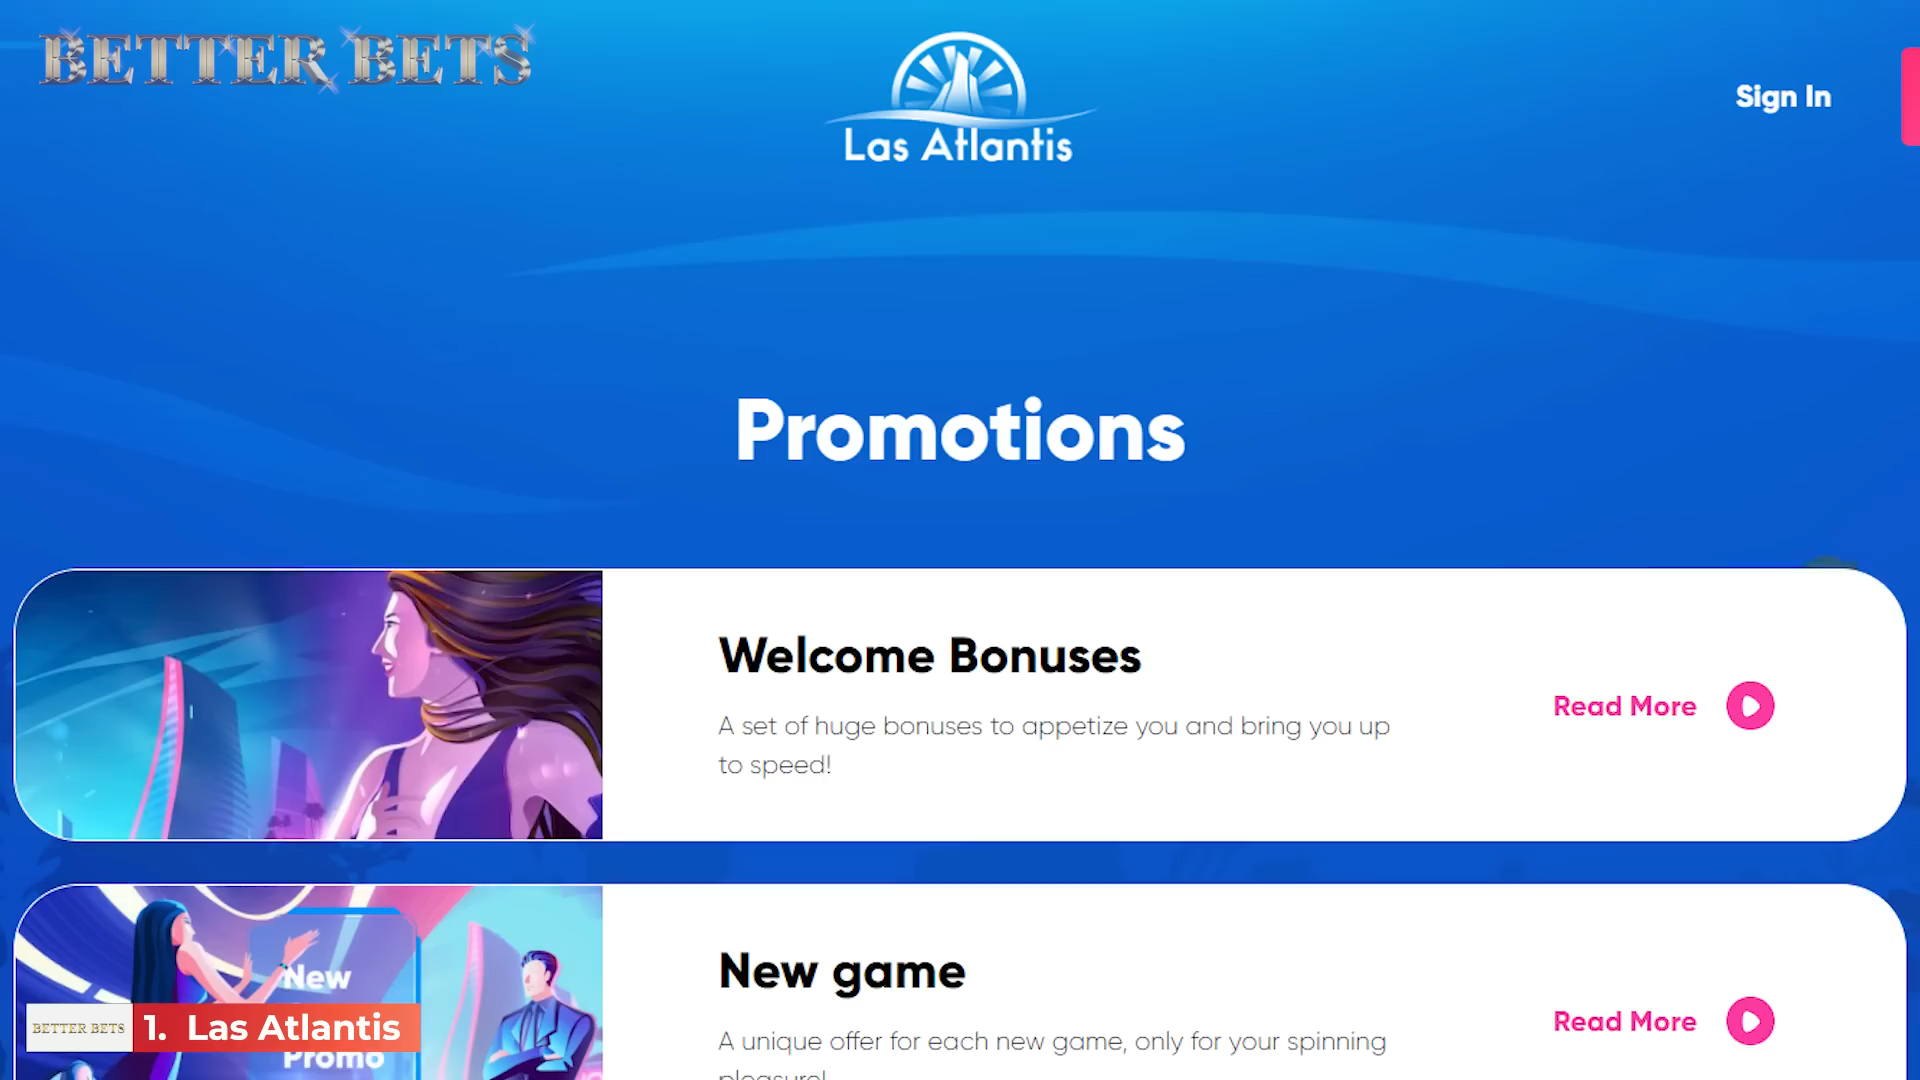 BETTER BETS
Las Atlantis
Sign In
Promotions
Welcome Bonuses
A set of huge bonuses to appetize you and bring you up
to speed!
Read More
New game
A unique offer for each new game, only for your spinning
pleasure!
Read More
New
Promo
BETTER BETS
1. Las Atlantis